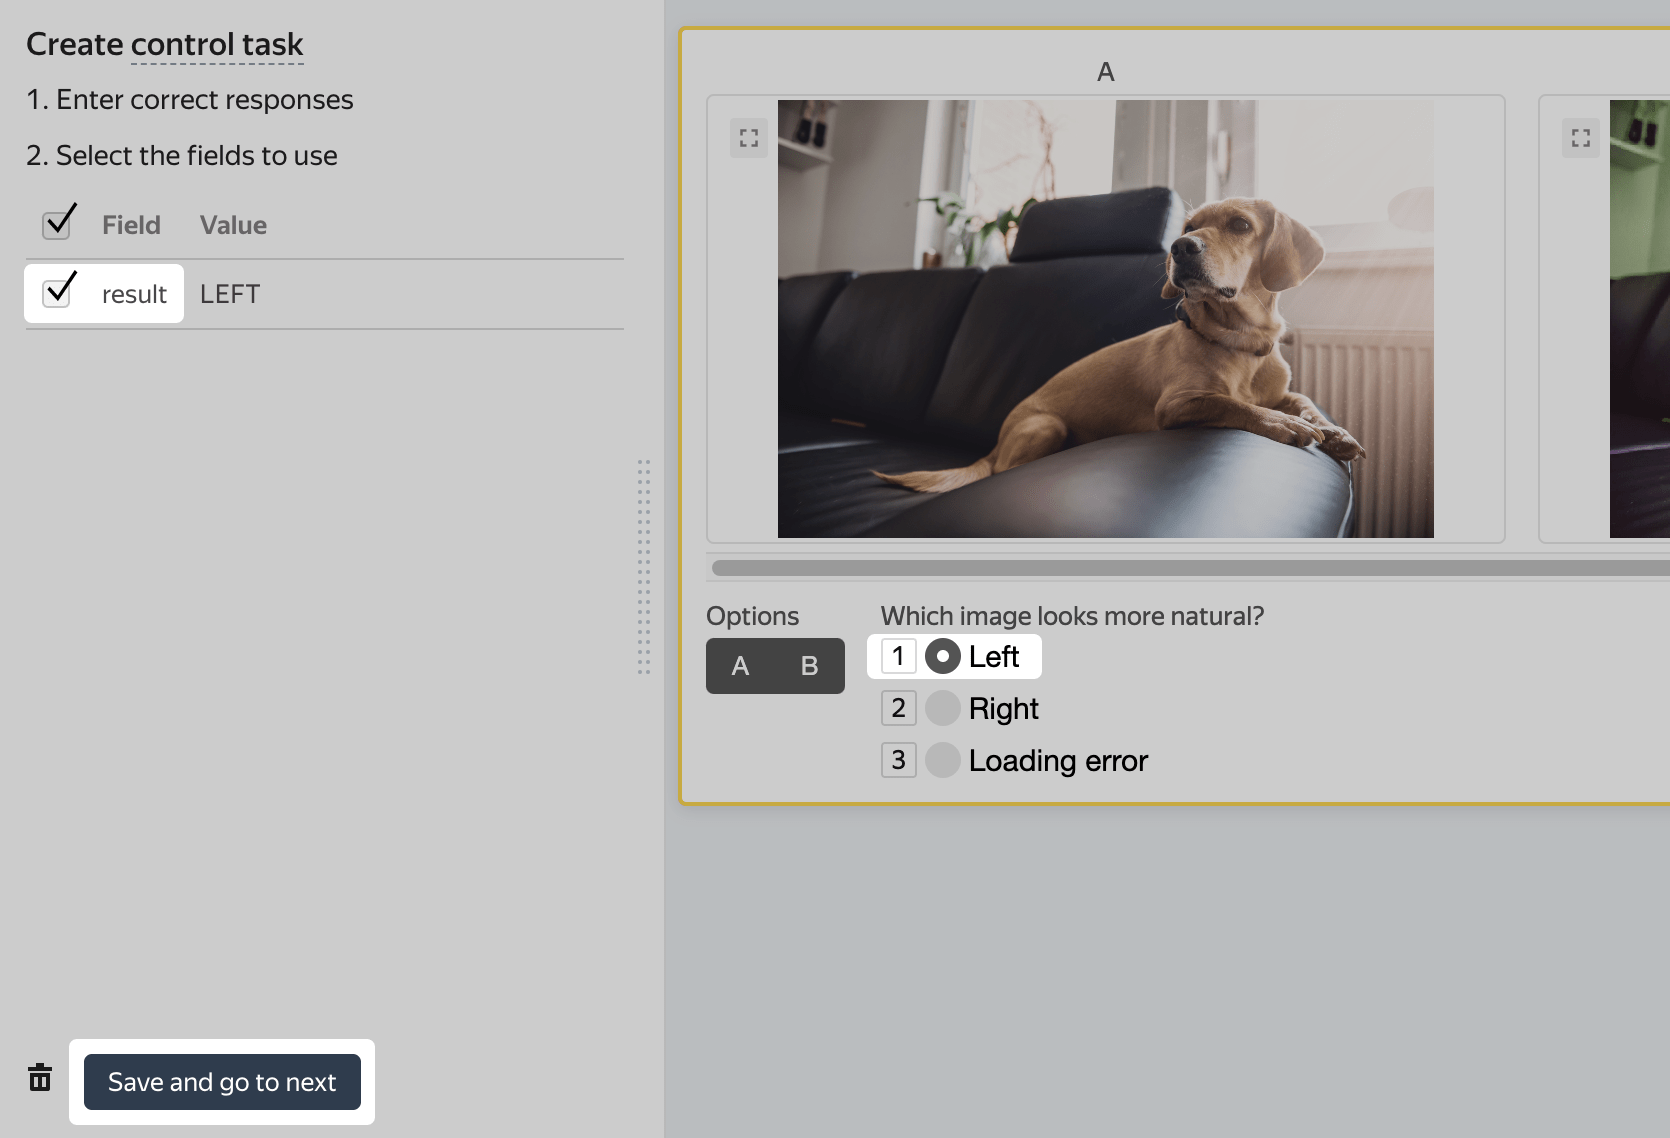 Create control task
1. Enter correct responses
2. Select the fields to use
Field Value
result LEFT
Save and go to next
A
Options
A B
Which image looks more natural?
1 Left
2 Right
3 Loading error